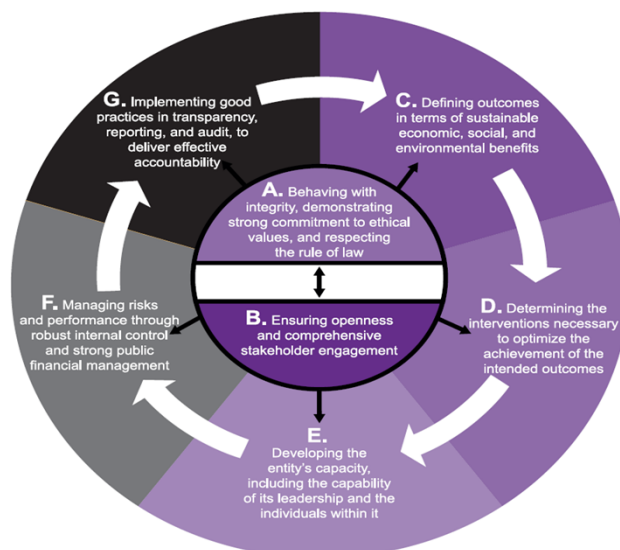 A. Behaving with
integrity, demonstrating
strong commitment to ethical
values, and respecting
the rule of law
B. Ensuring openness
and comprehensive
stakeholder engagement
C. Defining outcomes
in terms of sustainable
economic, social, and
environmental benefits
D. Determining the
interventions necessary
to optimize the
achievement of the
intended outcomes
E.
Developing the
entity's capacity,
including the capability
of its leadership and the
individuals within it
F. Managing risks
and performance through
robust internal control
and strong public
financial management
G. Implementing good
practices in transparency,
reporting, and audit, to
deliver effective
accountability